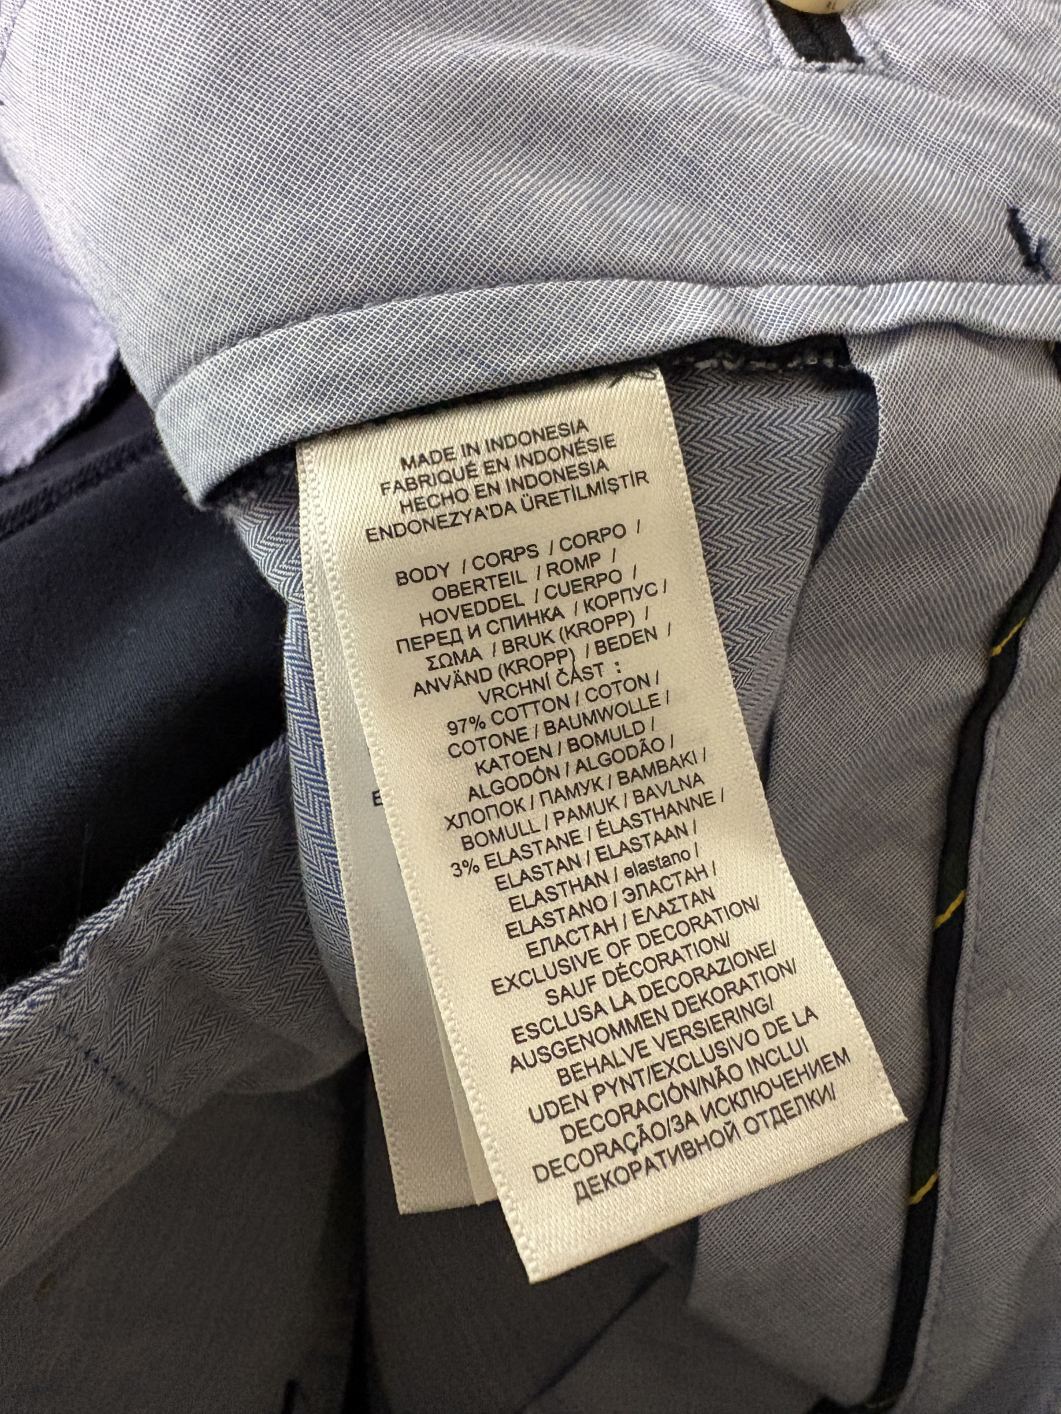 MADE IN INDONESIA
FABRIQUÉ EN INDONÉSIE
HECHO EN INDONESIA
ENDONEZYA'DA ÜRETİLMİŞTİR
BODY / CORPS / CORPO /
OBERTEIL / ROMP /
HOVEDDEL / CUERPO /
ПЕРЕД И СПИНКА / КОРПУС /
ΣΩΜΑ / BRUK (KROPP) /
ANVÄND (KROPP) / BEDEN /
VRCHNÍ ČÁST :
97% COTTON / COTON /
COTONE / BAUMWOLLE /
KATOEN / BOMULD /
ALGODÓN / ALGODÃO /
ХЛОПОК / ПАМУК / ΒΑΜΒΑΚΙ /
BOMULL / PAMUK / BAVLNA
3% ELASTANE / ÉLASTHANNE /
ELASTAN / ELASTAAN /
ELASTHAN / elastano /
ELASTANO / ЭЛАСТАН /
ЕЛАСТАН / ΕΛΑΣΤΑΝ
EXCLUSIVE OF DECORATION/
SAUF DÉCORATION/
ESCLUSA LA DECORAZIONE/
AUSGENOMMEN DEKORATION/
BEHALVE VERSIERING/
UDEN PYNT/EXCLUSIVO DE LA
DECORACIÓN/NÃO INCLUI
DECORAÇÃO/ЗА ИСКЛЮЧЕНИЕМ
ДЕКОРАТИВНОЙ ОТДЕЛКИ/